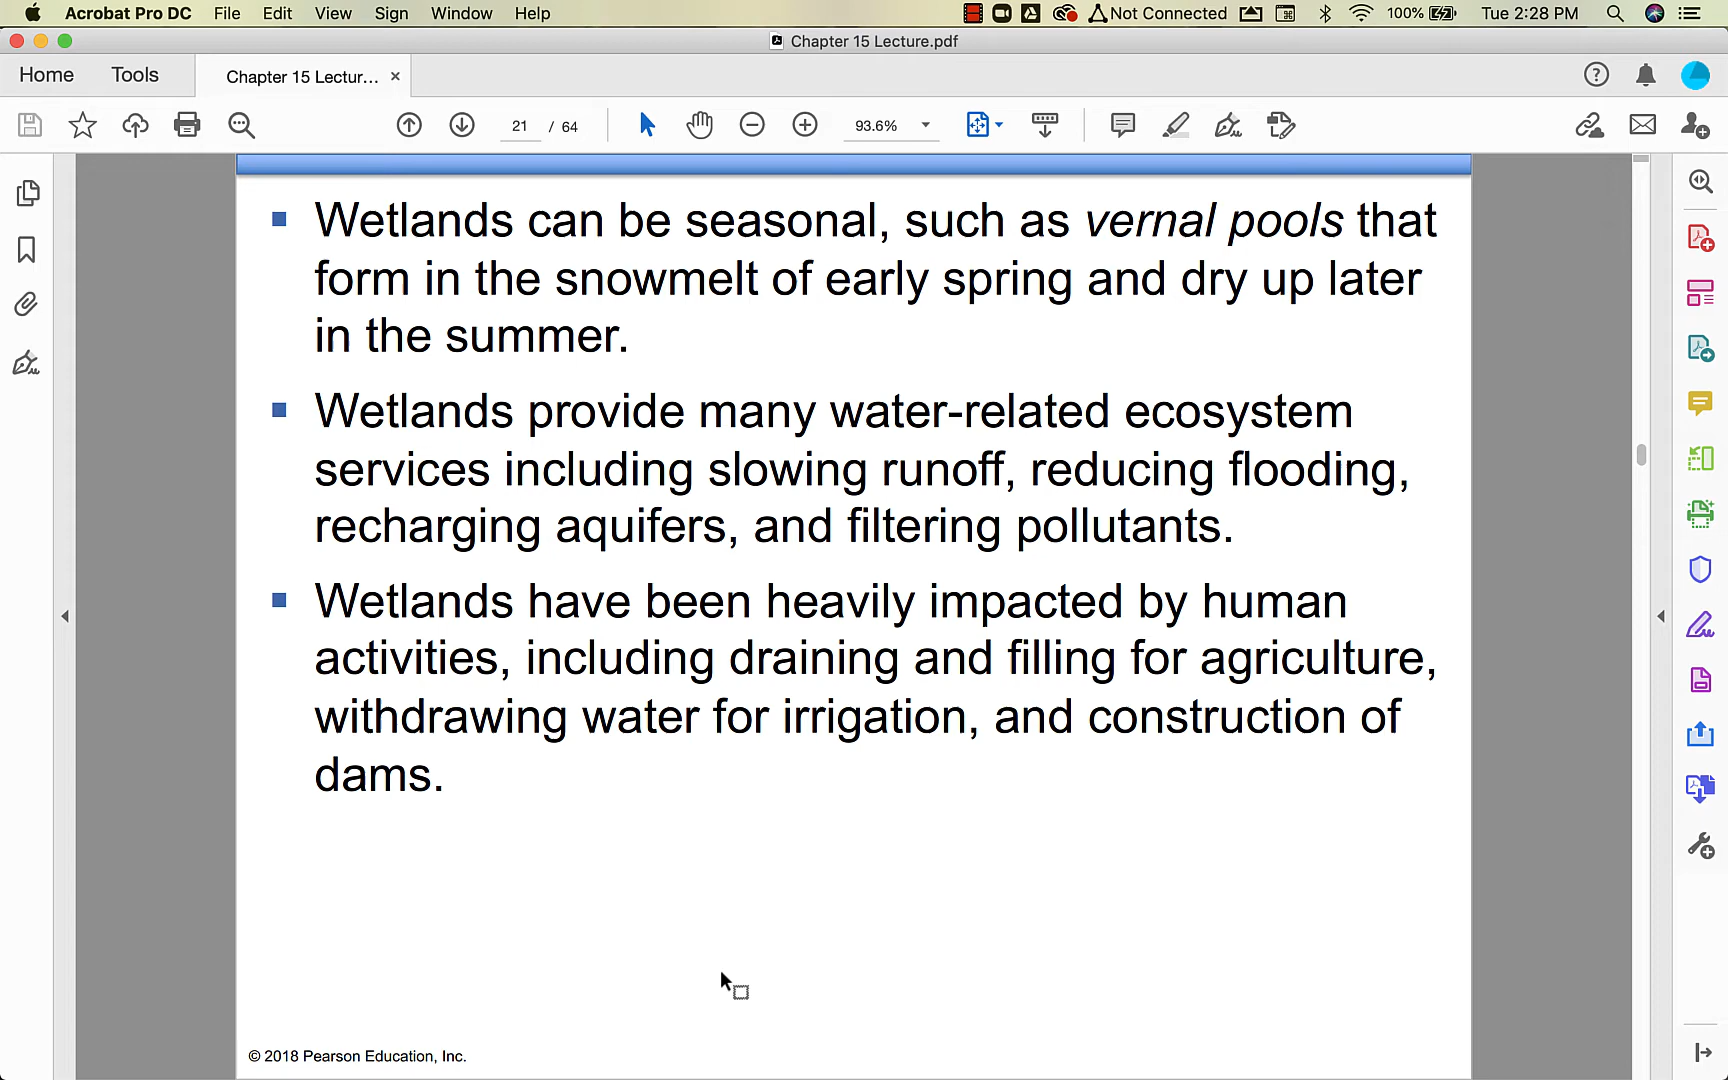 Acrobat Pro DC File Edit View Sign Window Help Not Connected 100% Tue 2:28 PM
Chapter 15 Lecture.pdf
Home Tools Chapter 15 Lectur... ×
21 / 64 93.6%
Wetlands can be seasonal, such as vernal pools that
form in the snowmelt of early spring and dry up later
in the summer.
Wetlands provide many water-related ecosystem
services including slowing runoff, reducing flooding,
recharging aquifers, and filtering pollutants.
Wetlands have been heavily impacted by human
activities, including draining and filling for agriculture,
withdrawing water for irrigation, and construction of
dams.
© 2018 Pearson Education, Inc.